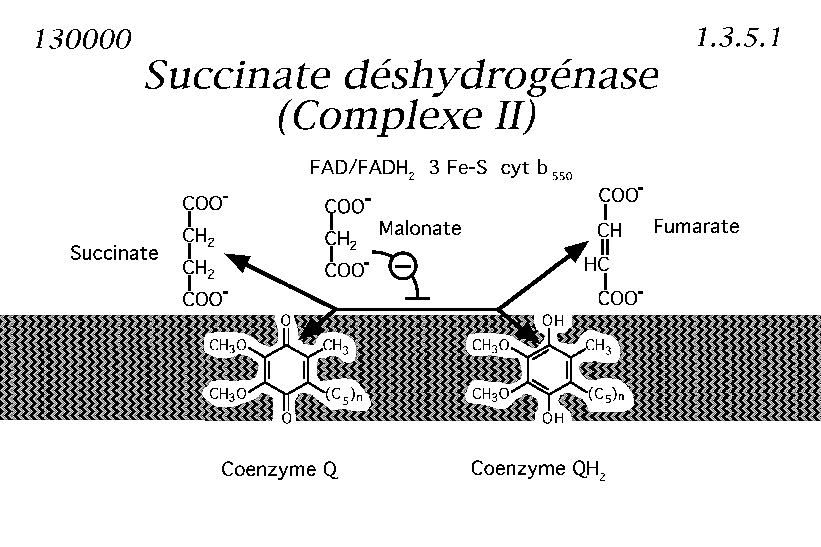 130000
1.3.5.1
Succinate déshydrogénase
(Complexe II)
FAD/FADH₂ 3 Fe-S cyt b₅₅₀
COO⁻
CH₂
CH₂
COO⁻
Succinate
COO⁻
CH₂
COO⁻
Malonate
COO⁻
CH
HC
COO⁻
Fumarate
O
CH₃O
CH₃
CH₃O
(C₅)n
O
OH
CH₃O
CH₃
CH₃O
(C₅)n
OH
Coenzyme Q
Coenzyme QH₂